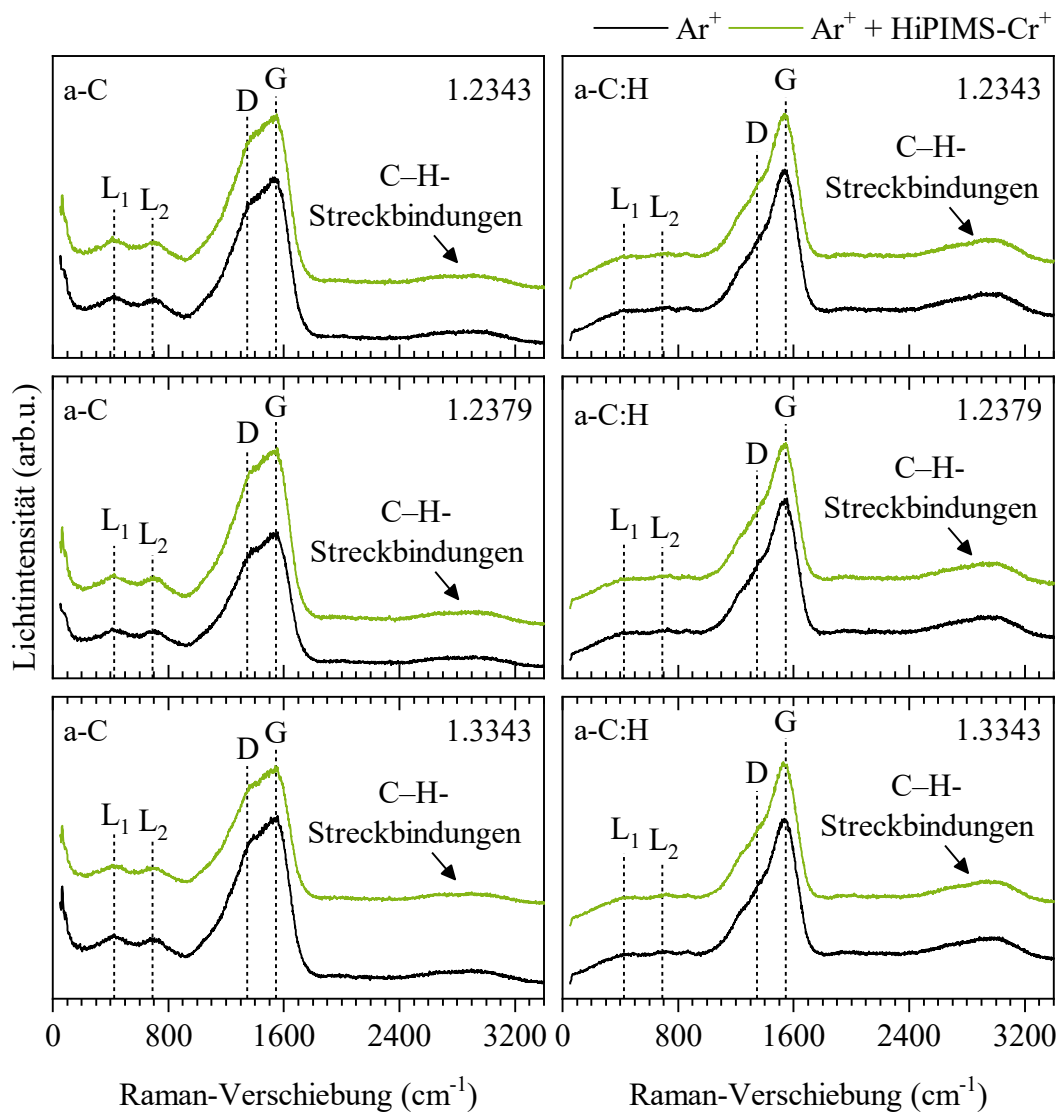 Ar⁺ Ar⁺ + HiPIMS-Cr⁺
a-C 1.2343
D G
L₁ L₂
C–H-
Streckbindungen
a-C:H 1.2343
D G
L₁ L₂
C–H-
Streckbindungen
a-C 1.2379
D G
L₁ L₂
C–H-
Streckbindungen
a-C:H 1.2379
D G
L₁ L₂
C–H-
Streckbindungen
a-C 1.3343
D G
L₁ L₂
C–H-
Streckbindungen
a-C:H 1.3343
D G
L₁ L₂
C–H-
Streckbindungen
Lichtintensität (arb.u.)
0 800 1600 2400 3200
0 800 1600 2400 3200
Raman-Verschiebung (cm⁻¹)
Raman-Verschiebung (cm⁻¹)